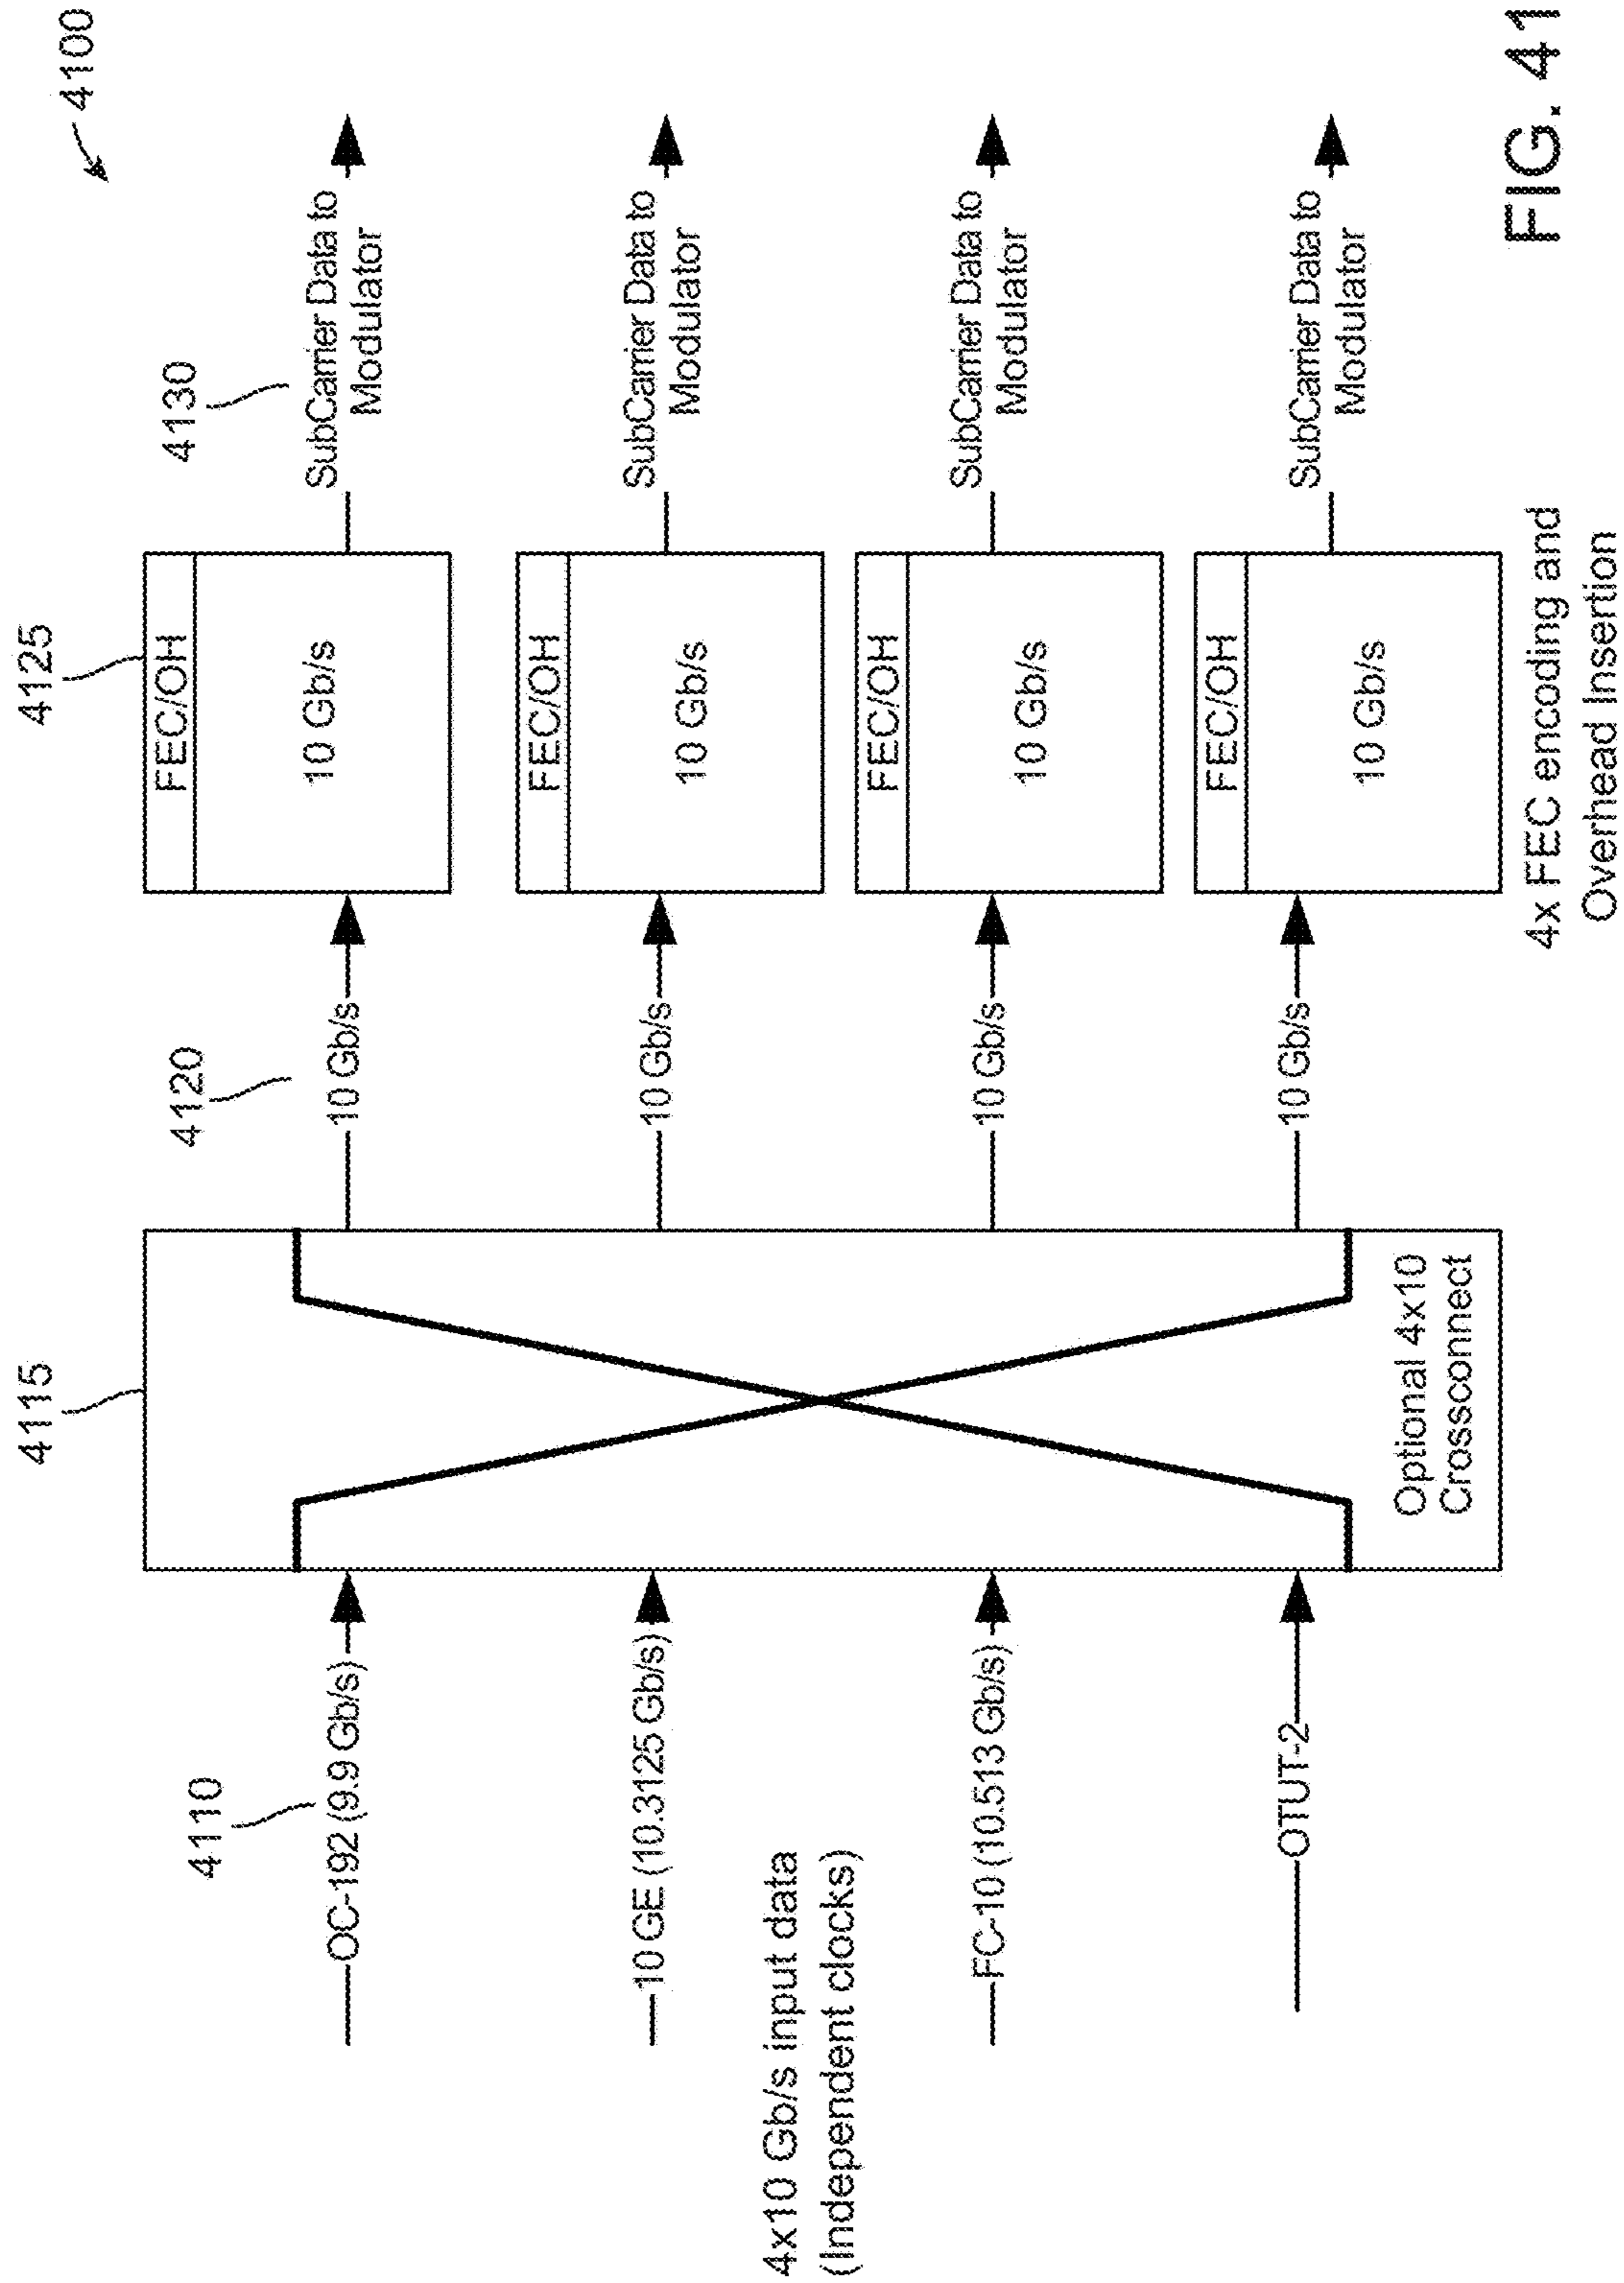 4100
4110
4115
4120
4125
4130
OC-192 (9.9 Gb/s)
10 Gb/s
FEC/OH
10 Gb/s
SubCarrier Data to
Modulator
10 GE (10.3125 Gb/s)
10 Gb/s
FEC/OH
10 Gb/s
SubCarrier Data to
Modulator
4x10 Gb/s input data
(Independent clocks)
FC-10 (10.513 Gb/s)
10 Gb/s
FEC/OH
10 Gb/s
SubCarrier Data to
Modulator
OTUT-2
10 Gb/s
FEC/OH
10 Gb/s
SubCarrier Data to
Modulator
Optional 4x10
Crossconnect
4x FEC encoding and
Overhead Insertion
FIG. 41